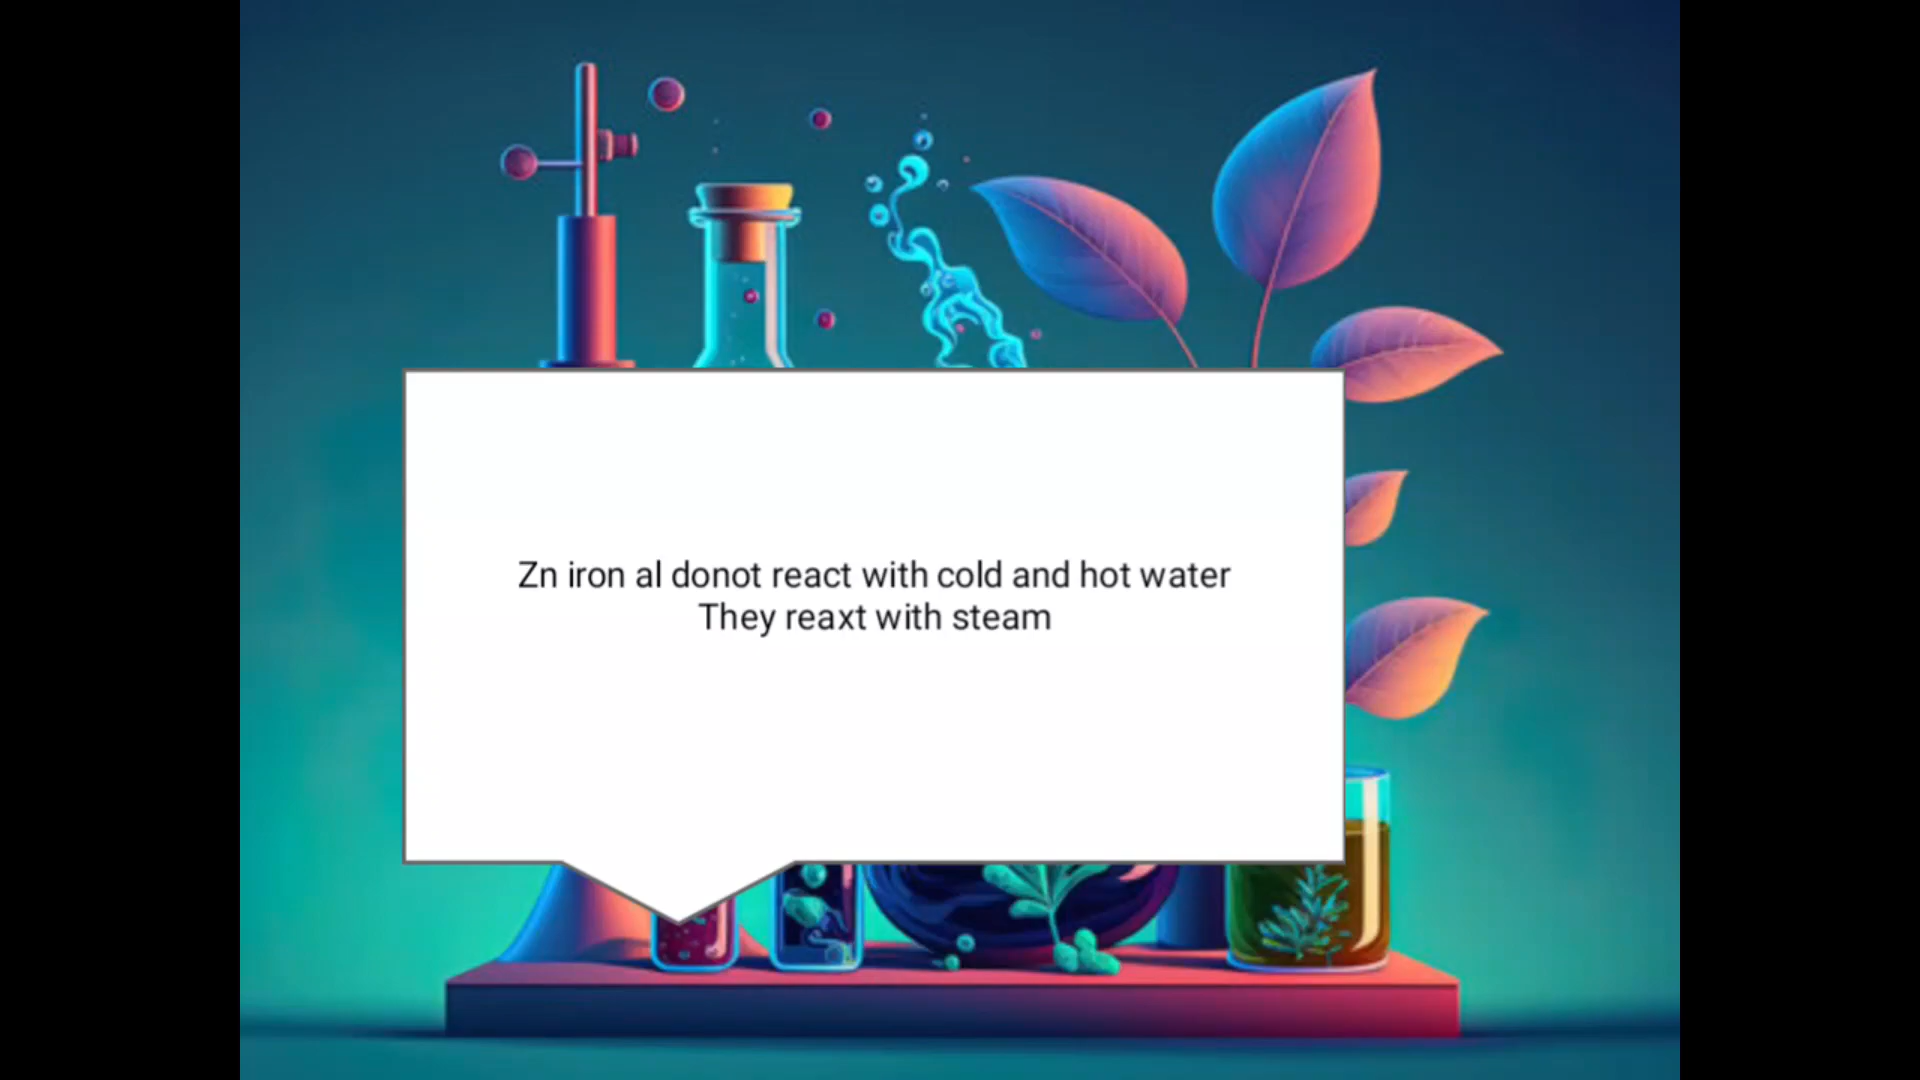 Zn iron al donot react with cold and hot water
They reaxt with steam